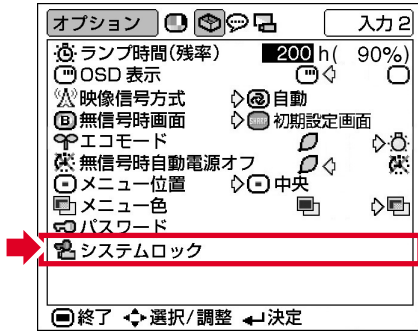 オプション 入力2
ランプ時間(残率) 200 h( 90%)
OSD 表示
映像信号方式 自動
B 無信号時画面 初期設定画面
エコモード
無信号時自動電源オフ
メニュー位置 中央
メニュー色
パスワード
システムロック
終了 選択/調整 決定